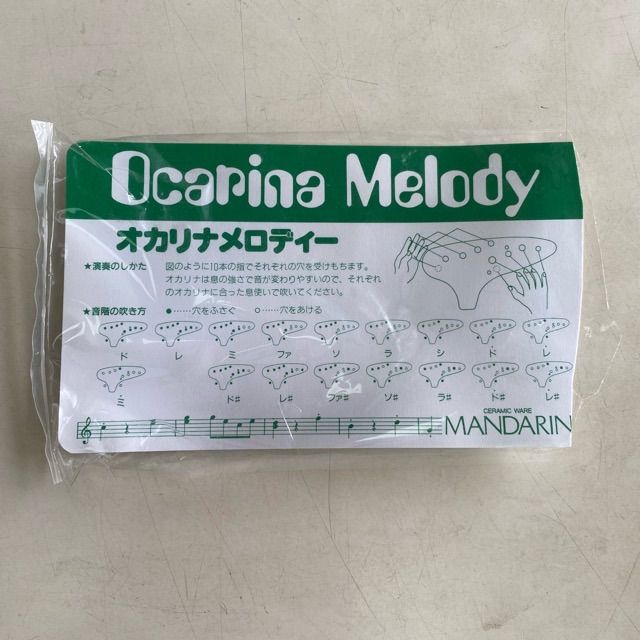 Ocarina Melody
オカリナメロディー
★演奏のしかた 図のように10本の指でそれぞれの穴を受けもちます。
オカリナは息の強さで音が変わりやすいので、それぞれ
のオカリナに合った息使いで吹いてください。
★音階の吹き方 ●……穴をふさぐ ○……穴をあける
ド レ ミ ファ ソ ラ シ ド レ
ミ ド♯ レ♯ ファ♯ ソ♯ ラ♯ ド♯ レ♯
CERAMIC WARE
MANDARIN